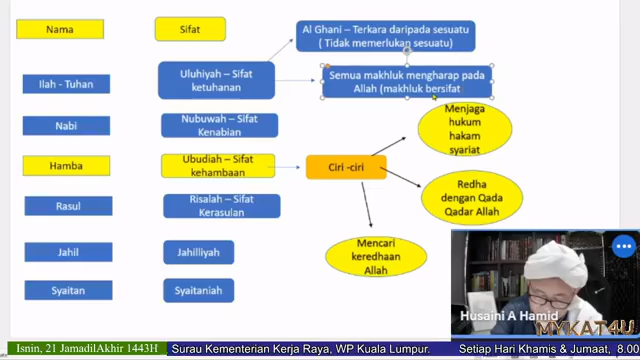 Nama
Sifat
Al Ghani – Terkara daripada sesuatu
( Tidak memerlukan sesuatu)
Ilah - Tuhan
Uluhiyah – Sifat
ketuhanan
Semua makhluk mengharap pada
Allah (makhluk bersifat
Nabi
Nubuwah – Sifat
Kenabian
Menjaga
hukum
hakam
syariat
Hamba
Ubudiah – Sifat
kehambaan
Ciri -ciri
Redha
dengan Qada
Qadar Allah
Rasul
Risalah – Sifat
Kerasulan
Mencari
keredhaan
Allah
Jahil
Jahilliyah
Syaitan
Syaitaniah
Husaini A Hamid
MYKAT4U
Isnin, 21 JamadilAkhir 1443H
Surau Kementerian Kerja Raya, WP Kuala Lumpur.
Setiap Hari Khamis & Jumaat, 8.00